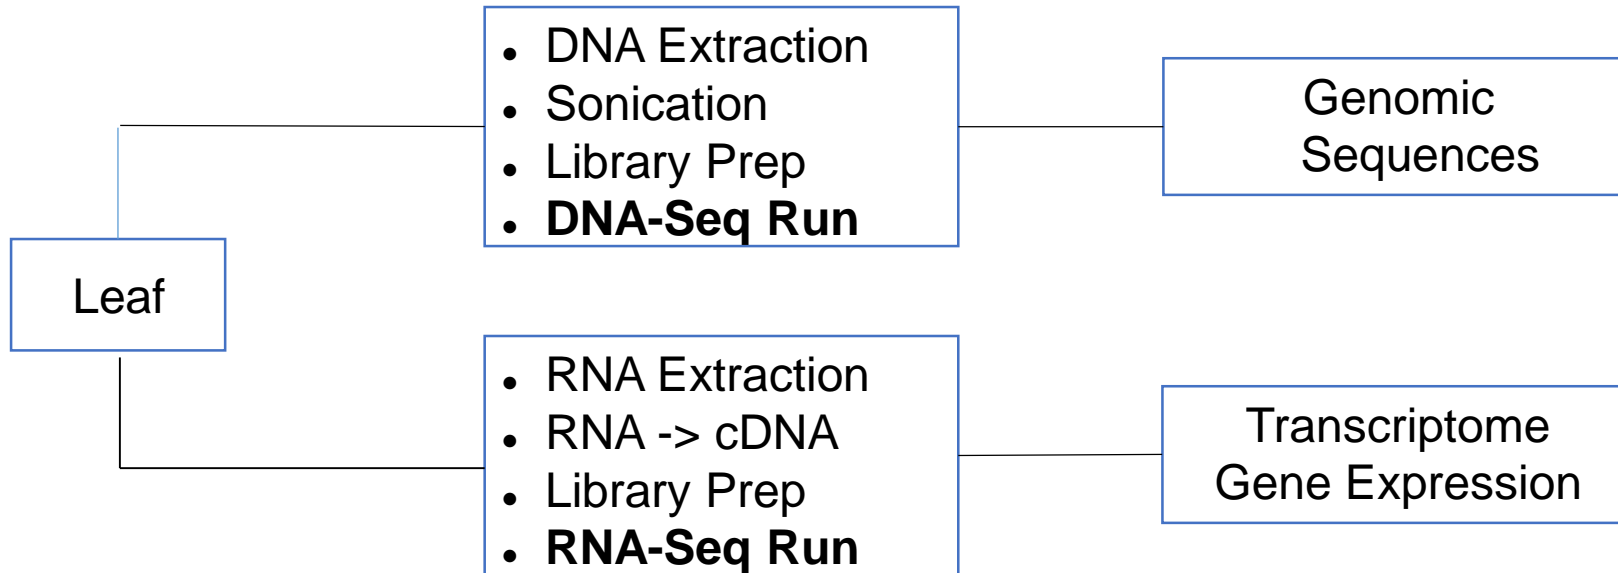 Leaf
• DNA Extraction
• Sonication
• Library Prep
• DNA-Seq Run
Genomic
Sequences
• RNA Extraction
• RNA -> cDNA
• Library Prep
• RNA-Seq Run
Transcriptome
Gene Expression